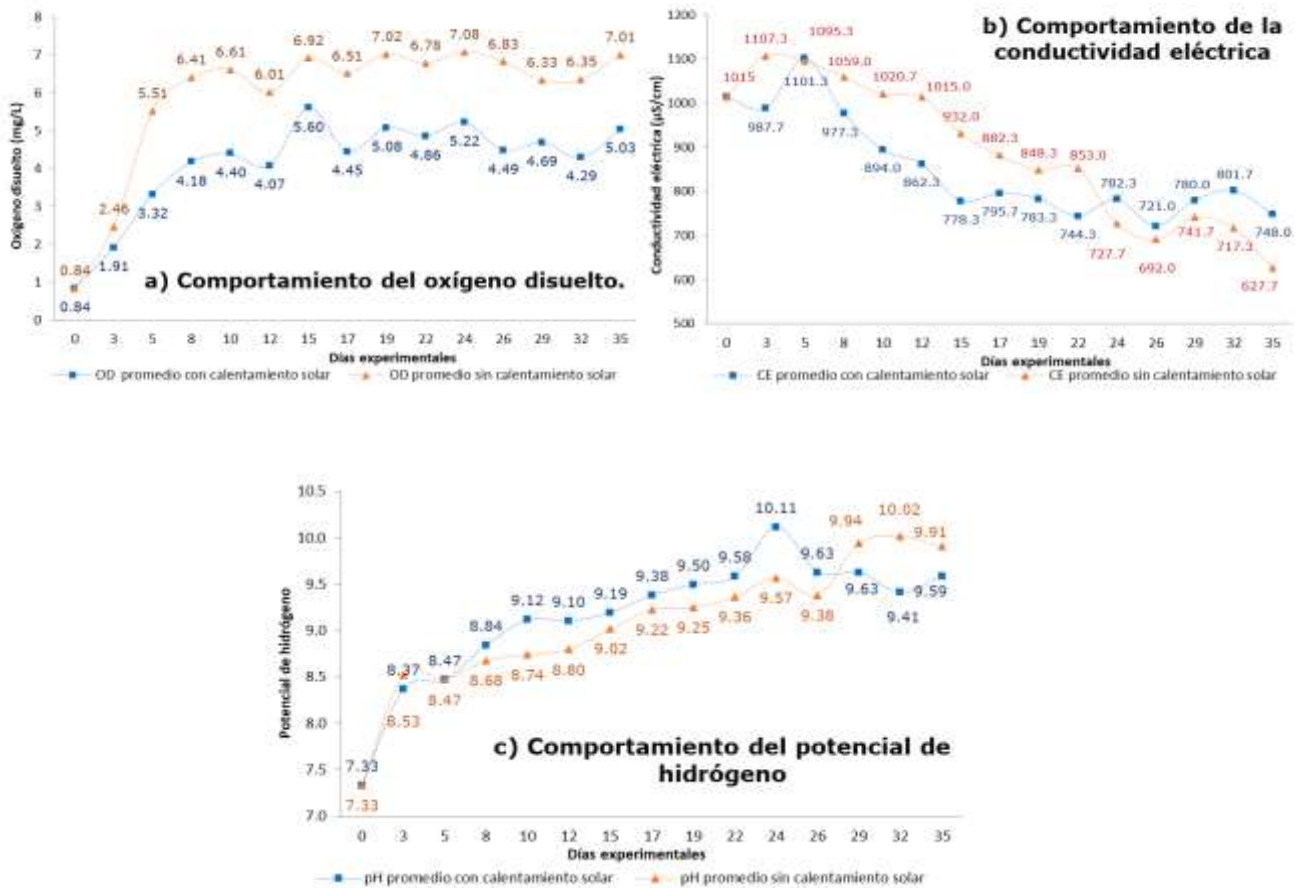 8
7
6
5
4
3
2
1
0
Oxígeno disuelto (mg/L)
0.84 2.46 5.51 6.41 6.61 6.01 6.92 6.51 7.02 6.78 7.08 6.83 6.33 6.35 7.01
0.84 1.91 3.32 4.18 4.40 4.07 5.60 4.45 5.08 4.86 5.22 4.49 4.69 4.29 5.03
a) Comportamiento del oxígeno disuelto.
0 3 5 8 10 12 15 17 19 22 24 26 29 32 35
Días experimentales
OD promedio con calentamiento solar OD promedio sin calentamiento solar
b) Comportamiento de la
conductividad eléctrica
1200
1100
1000
900
800
700
600
500
Conductividad eléctrica (µS/cm)
1015 1107.3 1095.3 1059.0 1020.7 1015.0 932.0 882.3 848.3 853.0 727.7 692.0 741.7 717.3 627.7
987.7 1101.3 977.3 894.0 862.3 778.3 795.7 783.3 744.3 782.3 721.0 780.0 801.7 748.0
0 3 5 8 10 12 15 17 19 22 24 26 29 32 35
Días experimentales
CE promedio con calentamiento solar CE promedio sin calentamiento solar
10.5
10.0
9.5
9.0
8.5
8.0
7.5
7.0
Potencial de hidrógeno
7.33 8.37 8.47 8.84 9.12 9.10 9.19 9.38 9.50 9.58 10.11 9.63 9.63 9.41 9.59
7.33 8.53 8.47 8.68 8.74 8.80 9.02 9.22 9.25 9.36 9.57 9.38 9.94 10.02 9.91
c) Comportamiento del potencial de
hidrógeno
0 3 5 8 10 12 15 17 19 22 24 26 29 32 35
Días experimentales
pH promedio con calentamiento solar pH promedio sin calentamiento solar